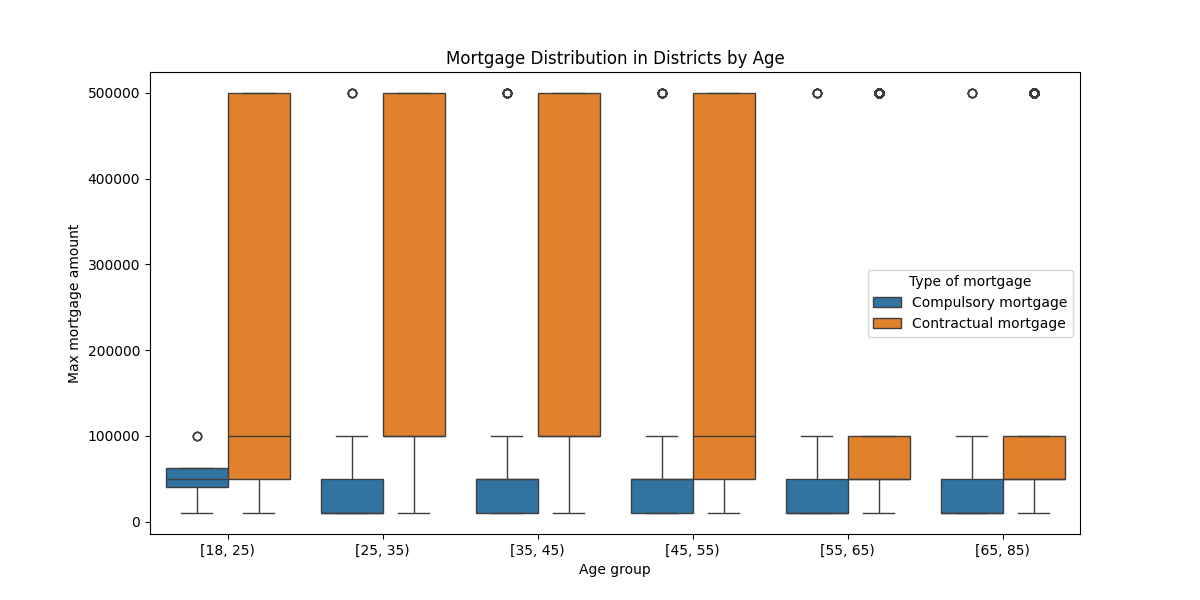 Mortgage Distribution in Districts by Age
Max mortgage amount
500000
400000
300000
200000
100000
0
Type of mortgage
Compulsory mortgage
Contractual mortgage
[18, 25)
[25, 35)
[35, 45)
[45, 55)
[55, 65)
[65, 85)
Age group